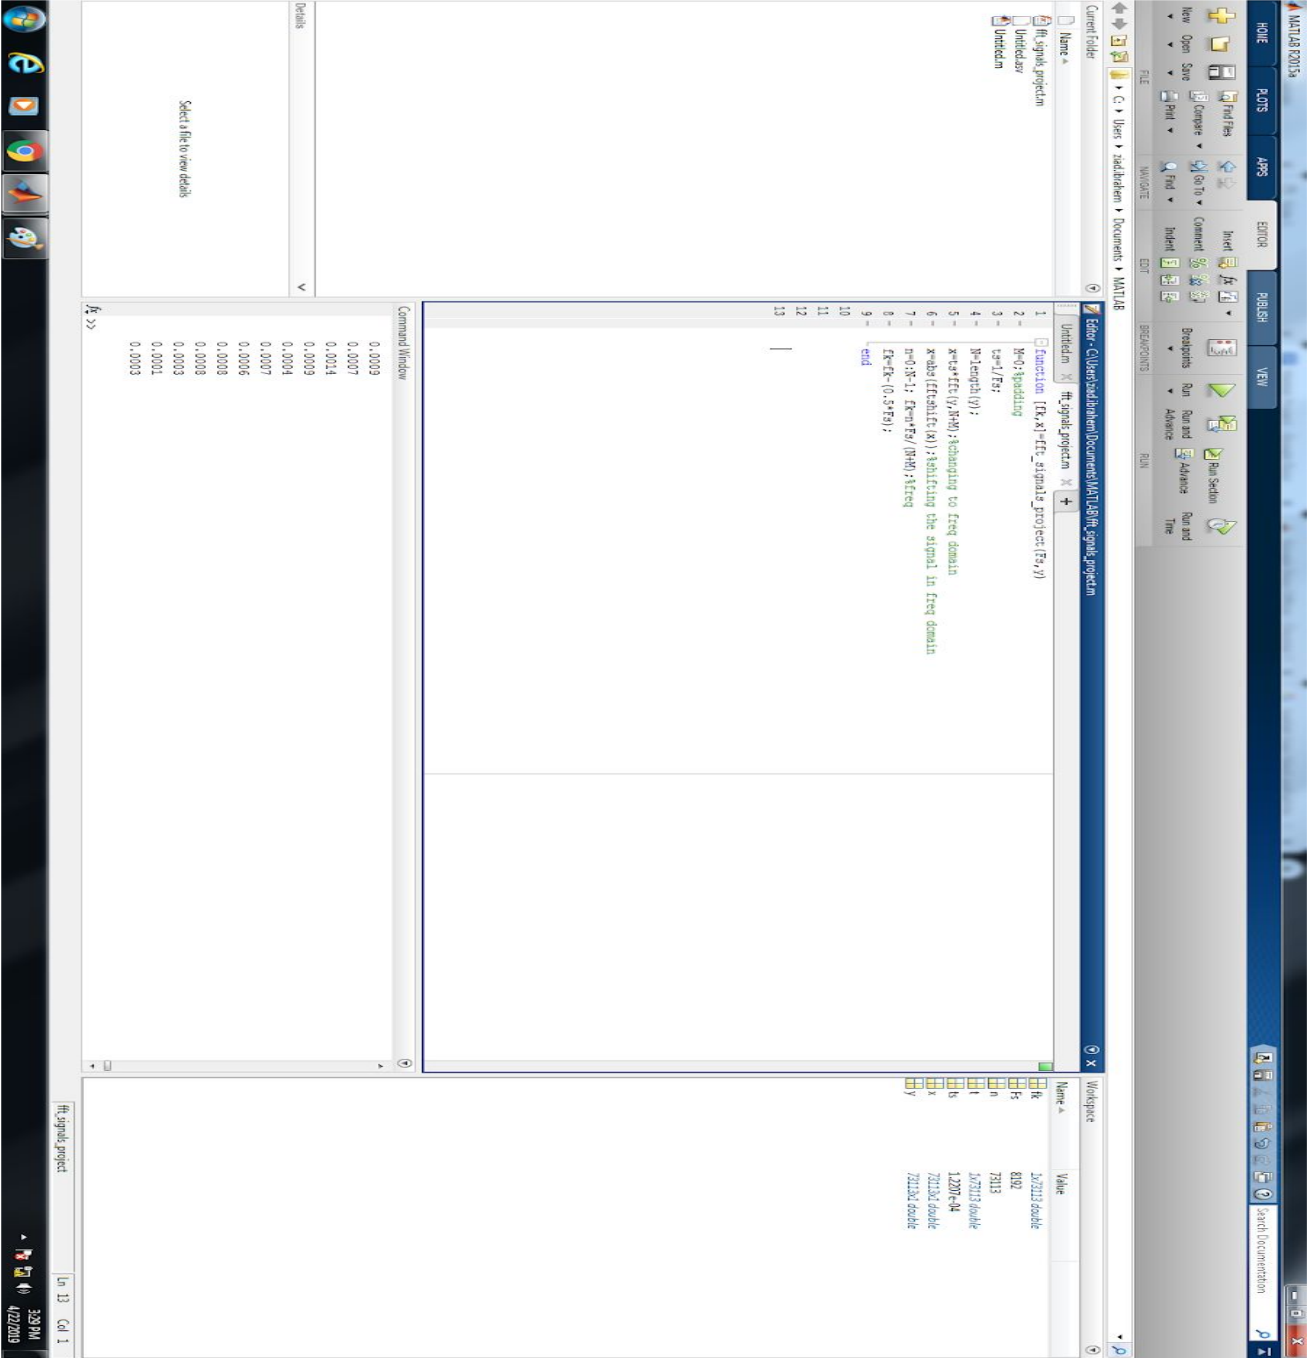 MATLAB R2015a
HOME PLOTS APPS EDITOR PUBLISH VIEW
Search Documentation
New Open Save
Find Files
Compare
Print
Go To
Find
Insert fx
Comment %
Indent
Breakpoints
Run
Run and Advance
Run Section
Advance
Run and Time
FILE NAVIGATE EDIT BREAKPOINTS RUN
C: Users ziad.ibrahem Documents MATLAB
Current Folder
Name
fft_signals_project.m
Untitled.asv
Untitled.m
Details
Select a file to view details
Editor - C:\Users\ziad.ibrahem\Documents\MATLAB\fft_signals_project.m
Untitled.m fft_signals_project.m +
1 function [fk,x]=fft_signals_project(Fs,y)
2 - M=0;%padding
3 - ts=1/Fs;
4 - N=length(y);
5 - x=ts*fft(y,N+M);%changing to freq domain
6 - x=abs(fftshift(x));%shifting the signal in freq domain
7 - n=0:N-1; fk=n*Fs/(N+M);%freq
8 - fk=fk-(0.5*Fs);
9 - end
10
11
12
13
Command Window
0.0009
0.0007
0.0014
0.0009
0.0004
0.0007
0.0006
0.0008
0.0008
0.0003
0.0001
0.0003
fx >>
Workspace
Name Value
fk 1x73113 double
Fs 8192
n 73113
t 1x73113 double
ts 1.2207e-04
x 73113x1 double
y 73113x1 double
fft_signals_project
Ln 13 Col 1
3:29 PM
4/22/2019